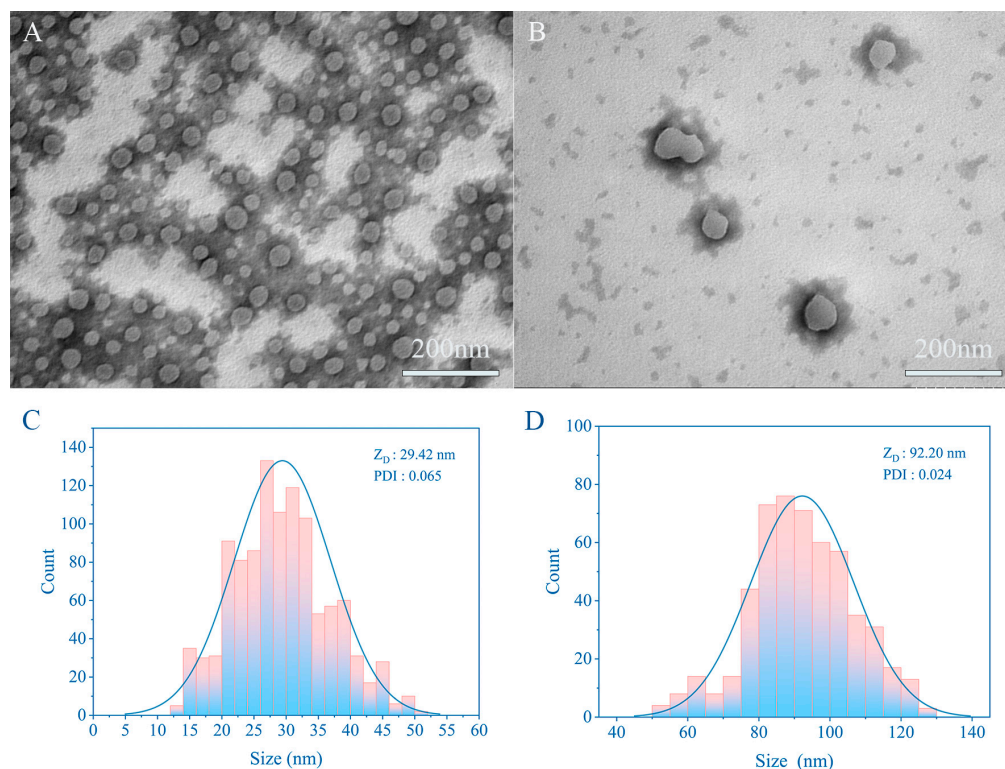 A
200nm
B
200nm
C
Z_D : 29.42 nm
PDI : 0.065
Count
140
120
100
80
60
40
20
0
0 5 10 15 20 25 30 35 40 45 50 55 60
Size (nm)
D
Z_D : 92.20 nm
PDI : 0.024
Count
100
80
60
40
20
0
40 60 80 100 120 140
Size (nm)